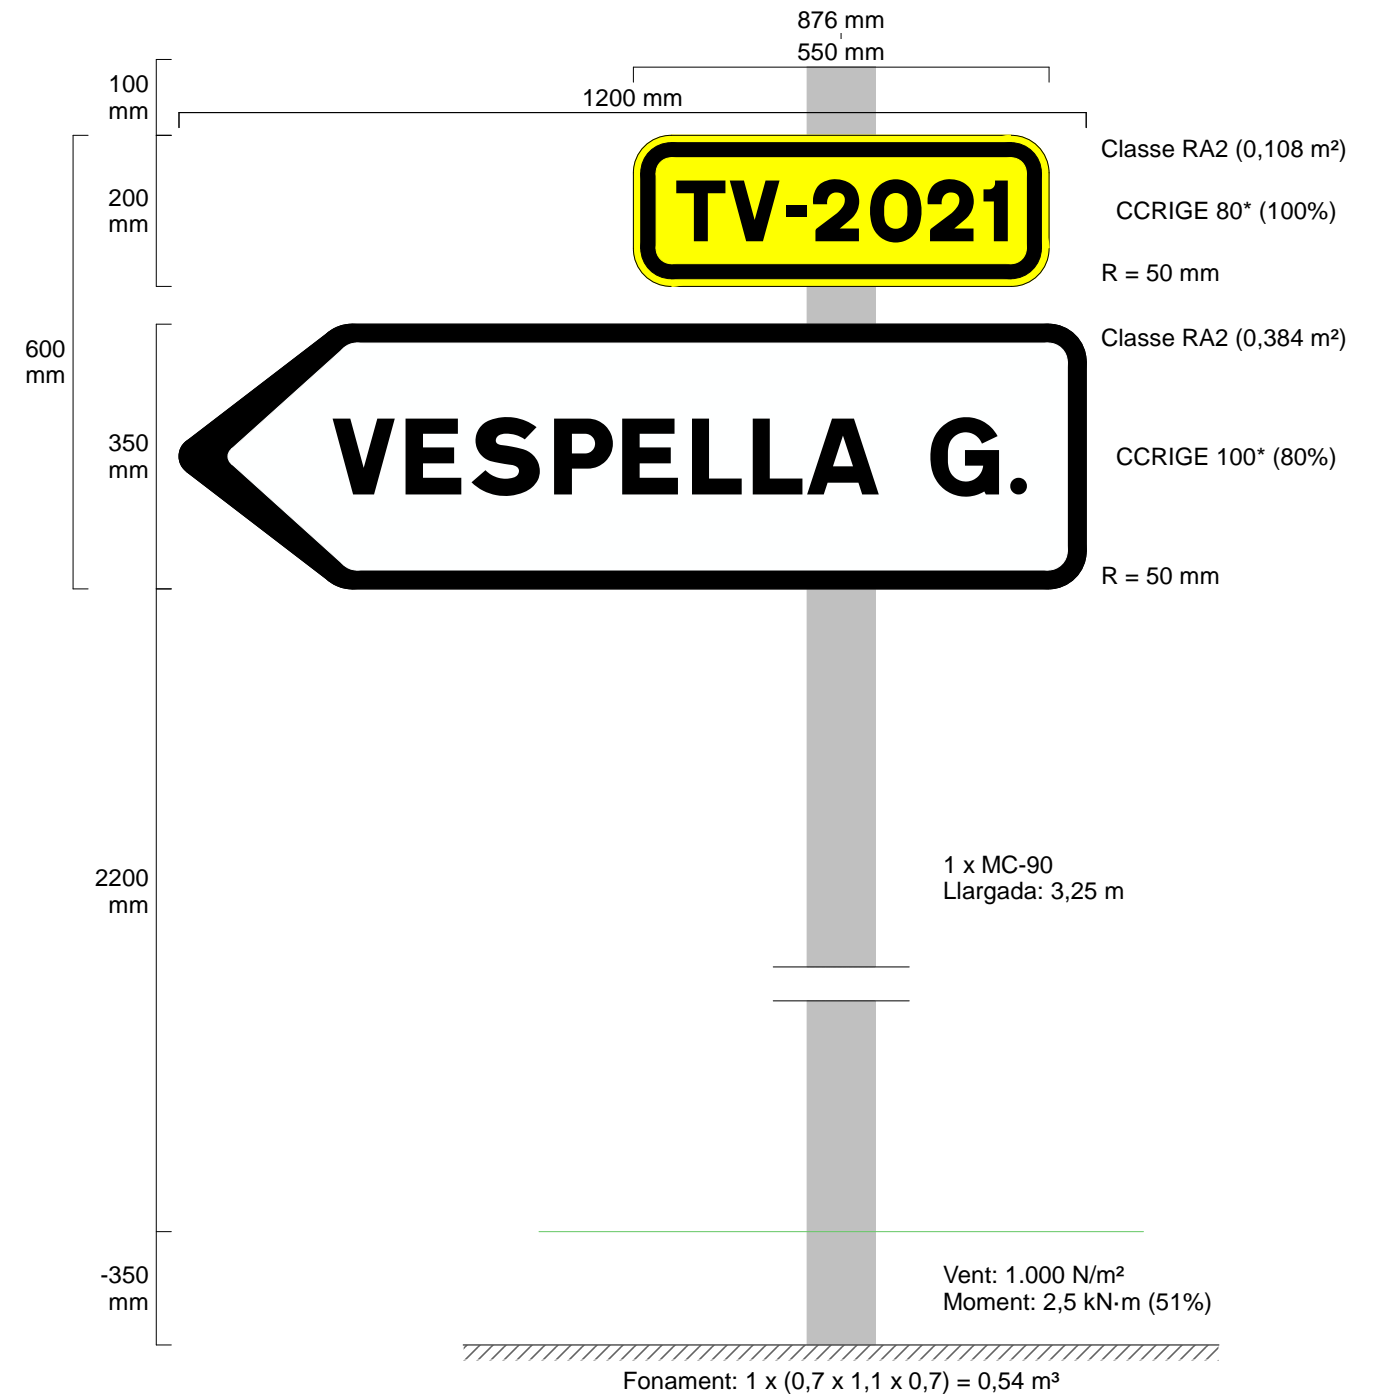 876 mm
550 mm
100
mm
1200 mm
Classe RA2 (0,108 m²)
200
mm
TV-2021
CCRIGE 80* (100%)
R = 50 mm
Classe RA2 (0,384 m²)
600
mm
350
mm
VESPELLA G.
CCRIGE 100* (80%)
R = 50 mm
2200
mm
1 x MC-90
Llargada: 3,25 m
-350
mm
Vent: 1.000 N/m²
Moment: 2,5 kN·m (51%)
Fonament: 1 x (0,7 x 1,1 x 0,7) = 0,54 m³